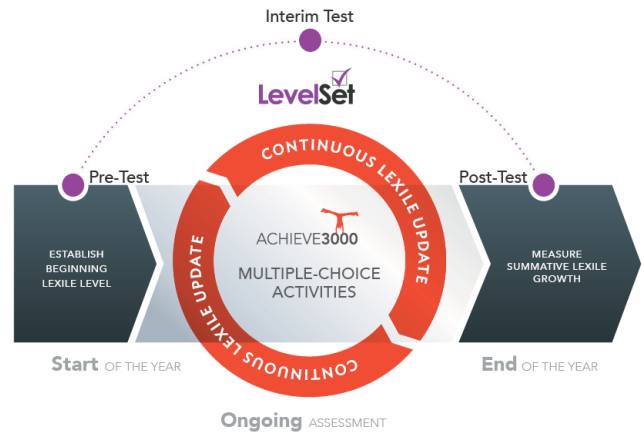 Interim Test
LevelSet
Pre-Test
Post-Test
CONTINUOUS LEXILE UPDATE
CONTINUOUS LEXILE UPDATE
ESTABLISH
BEGINNING
LEXILE LEVEL
ACHIEVE3000
MULTIPLE-CHOICE
ACTIVITIES
MEASURE
SUMMATIVE LEXILE
GROWTH
Start OF THE YEAR
End OF THE YEAR
Ongoing ASSESSMENT